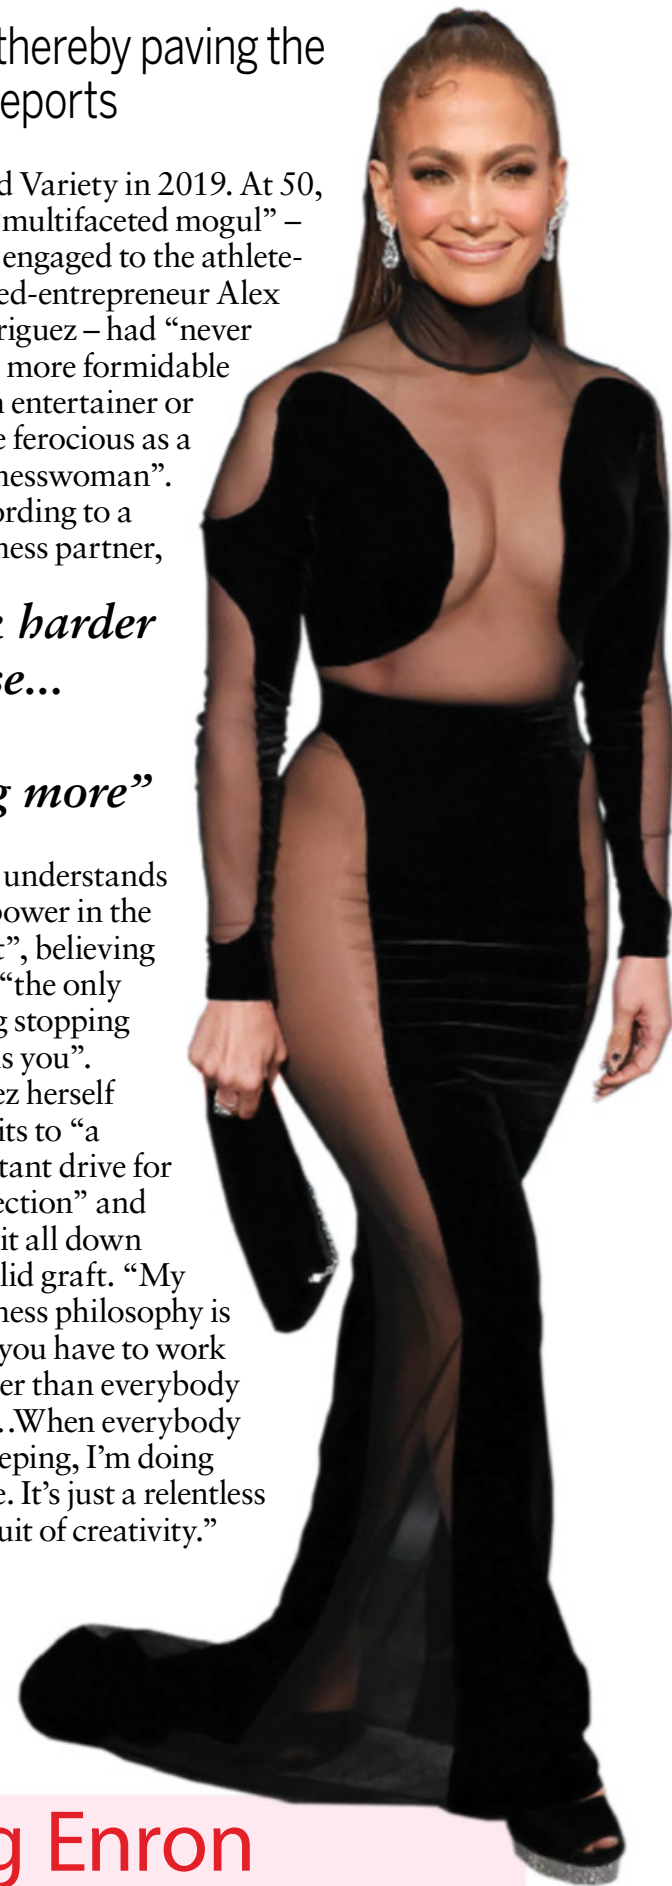 thereby paving the
eports
d Variety in 2019. At 50,
multifaceted mogul” –
engaged to the athlete-
ed-entrepreneur Alex
riguez – had “never
more formidable
n entertainer or
e ferocious as a
nesswoman”.
ording to a
ness partner,
harder
se...
g more”
understands
power in the
t”, believing
“the only
g stopping
is you”.
ez herself
its to “a
tant drive for
ection” and
it all down
lid graft. “My
ness philosophy is
you have to work
er than everybody
...When everybody
eeping, I’m doing
e. It’s just a relentless
uit of creativity.”
g Enron